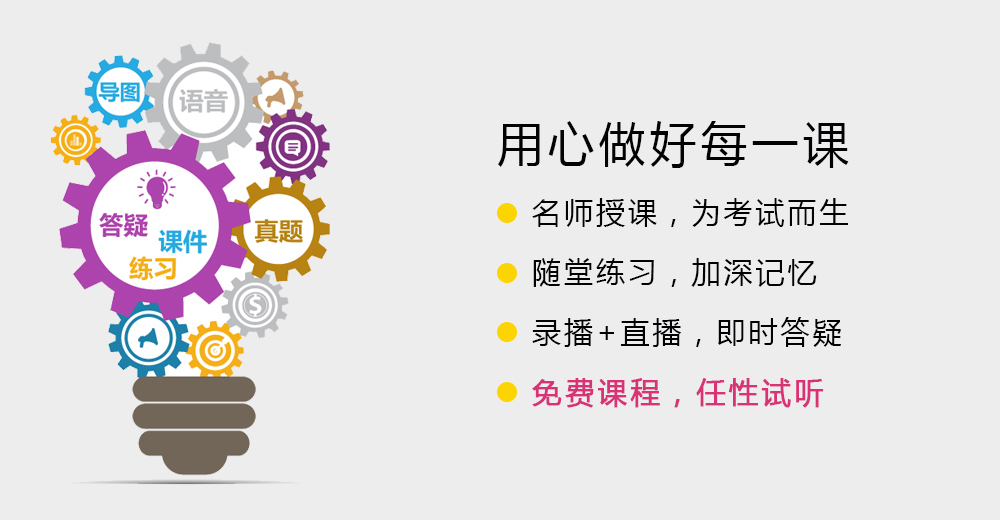 导图
语音
答疑
课件
练习
真题
$
用心做好每一课
名师授课，为考试而生
随堂练习，加深记忆
录播+直播，即时答疑
免费课程，任性试听